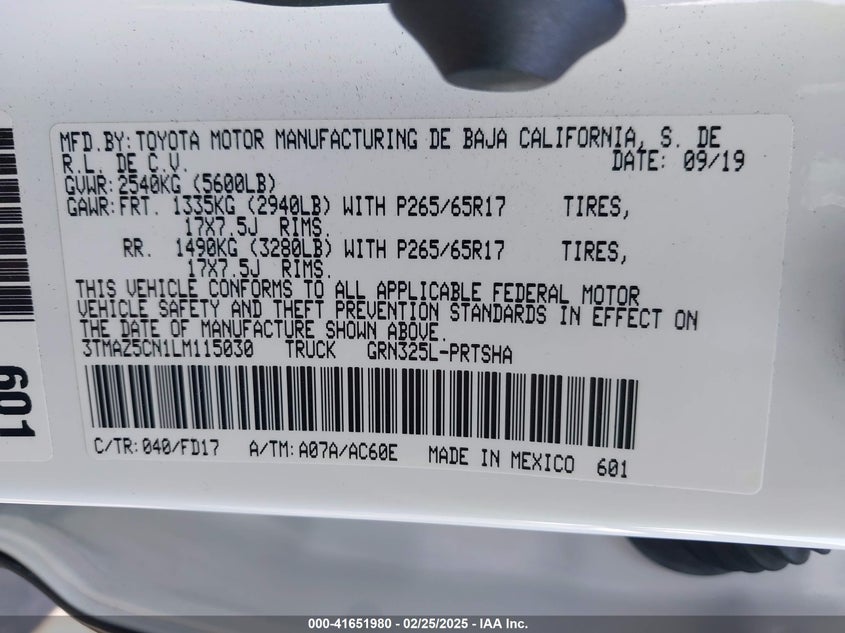 MFD.BY:TOYOTA MOTOR MANUFACTURING DE BAJA CALIFORNIA, S. DE
R.L. DE C.V. DATE: 09/19
GVWR:2540KG (5600LB)
GAWR:FRT. 1335KG (2940LB) WITH P265/65R17 TIRES,
17X7.5J RIMS.
RR. 1490KG (3280LB) WITH P265/65R17 TIRES,
17X7.5J RIMS.
THIS VEHICLE CONFORMS TO ALL APPLICABLE FEDERAL MOTOR
VEHICLE SAFETY AND THEFT PREVENTION STANDARDS IN EFFECT ON
THE DATE OF MANUFACTURE SHOWN ABOVE.
3TMAZ5CN1LM115030 TRUCK GRN325L-PRTSHA
C/TR:040/FD17 A/TM:A07A/AC60E MADE IN MEXICO 601
601
000-41651980 - 02/25/2025 - IAA Inc.